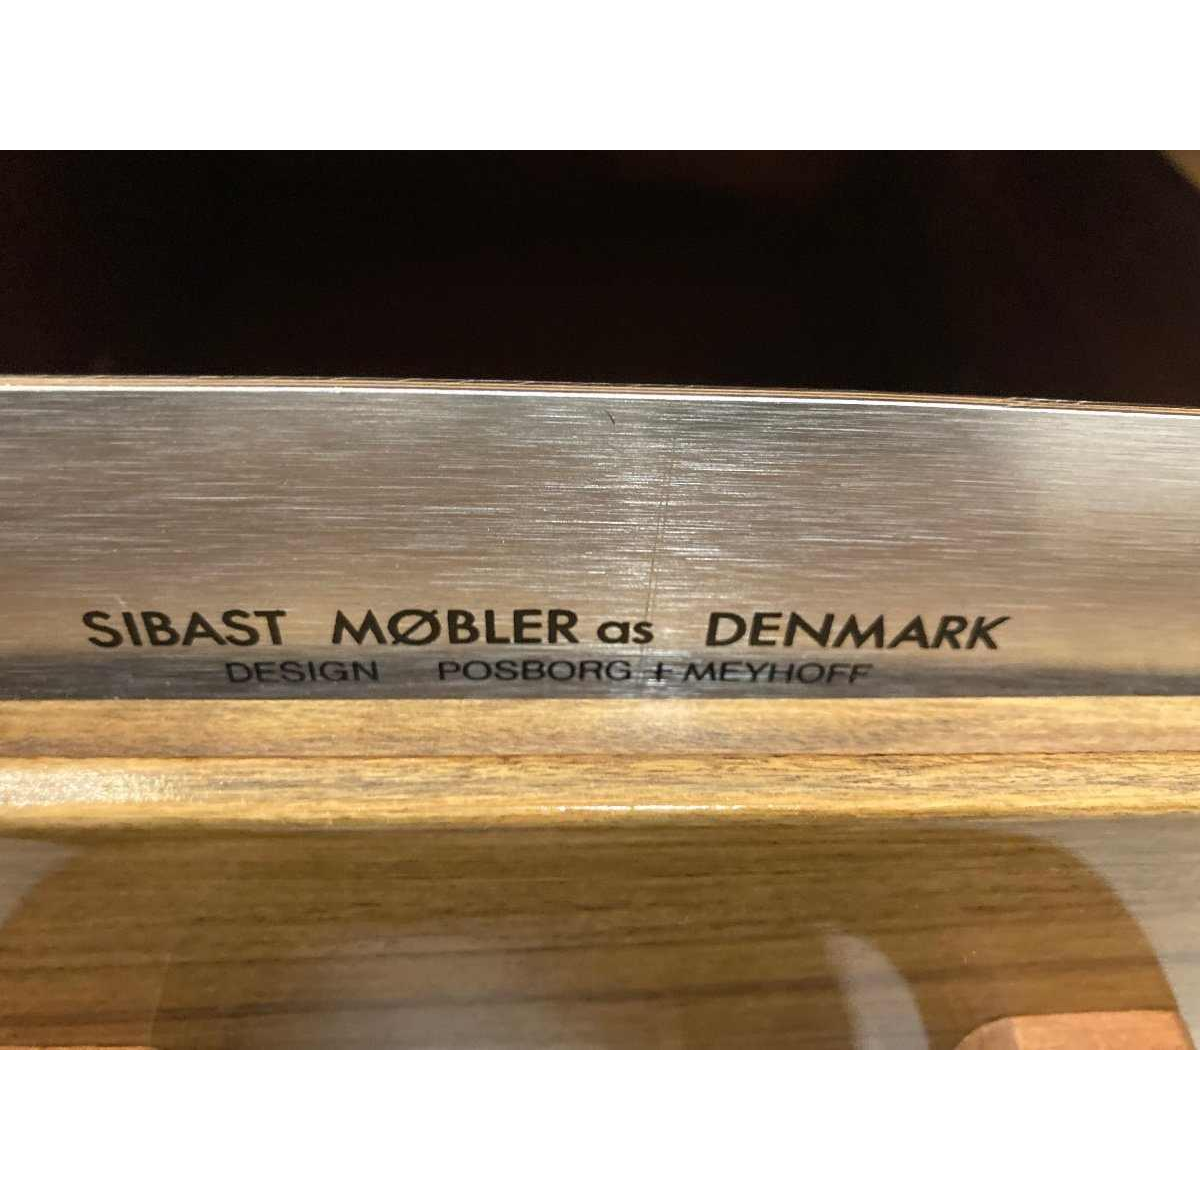 SIBAST MØBLER as DENMARK
DESIGN POSBORG + MEYHOFF